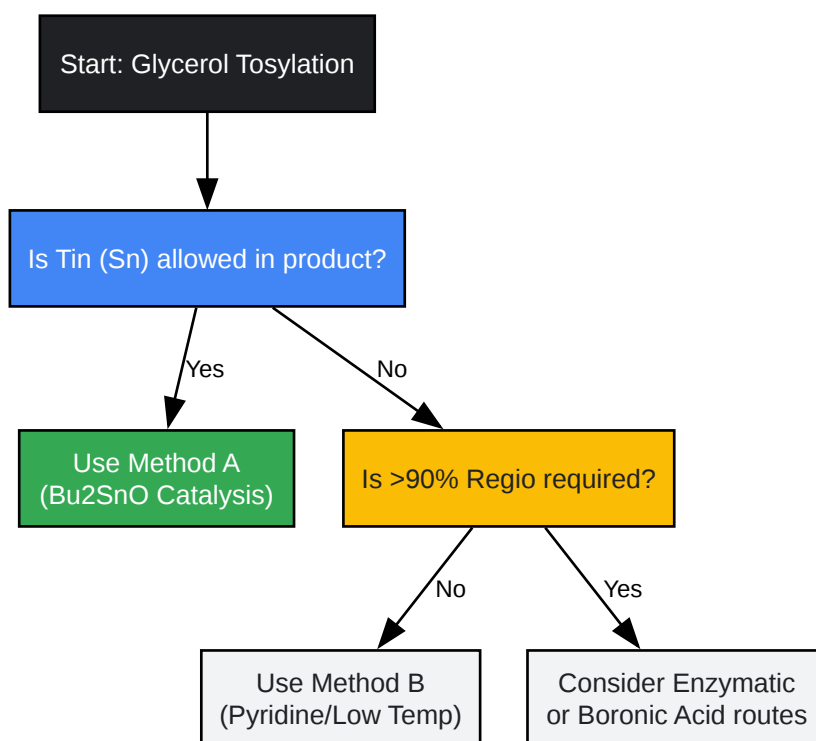 Start: Glycerol Tosylation
Is Tin (Sn) allowed in product?
Yes
No
Use Method A
(Bu2SnO Catalysis)
Is >90% Regio required?
No
Yes
Use Method B
(Pyridine/Low Temp)
Consider Enzymatic
or Boronic Acid routes